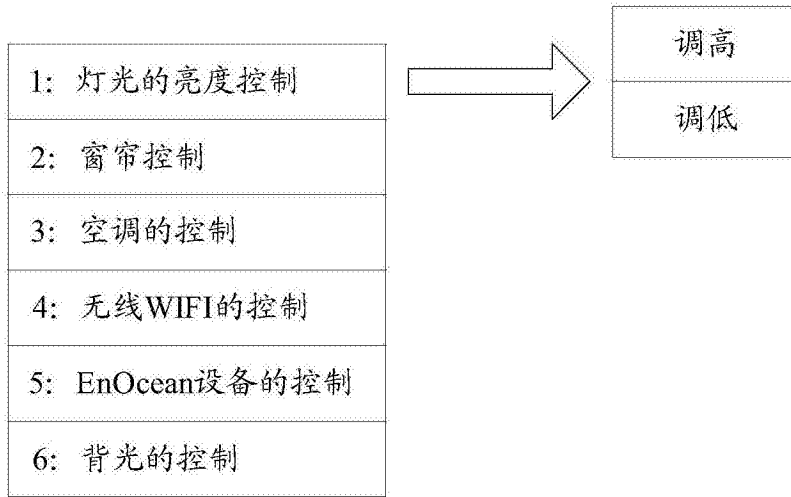 1: 灯光的亮度控制
2: 窗帘控制
3: 空调的控制
4: 无线WIFI的控制
5: EnOcean设备的控制
6: 背光的控制
调高
调低